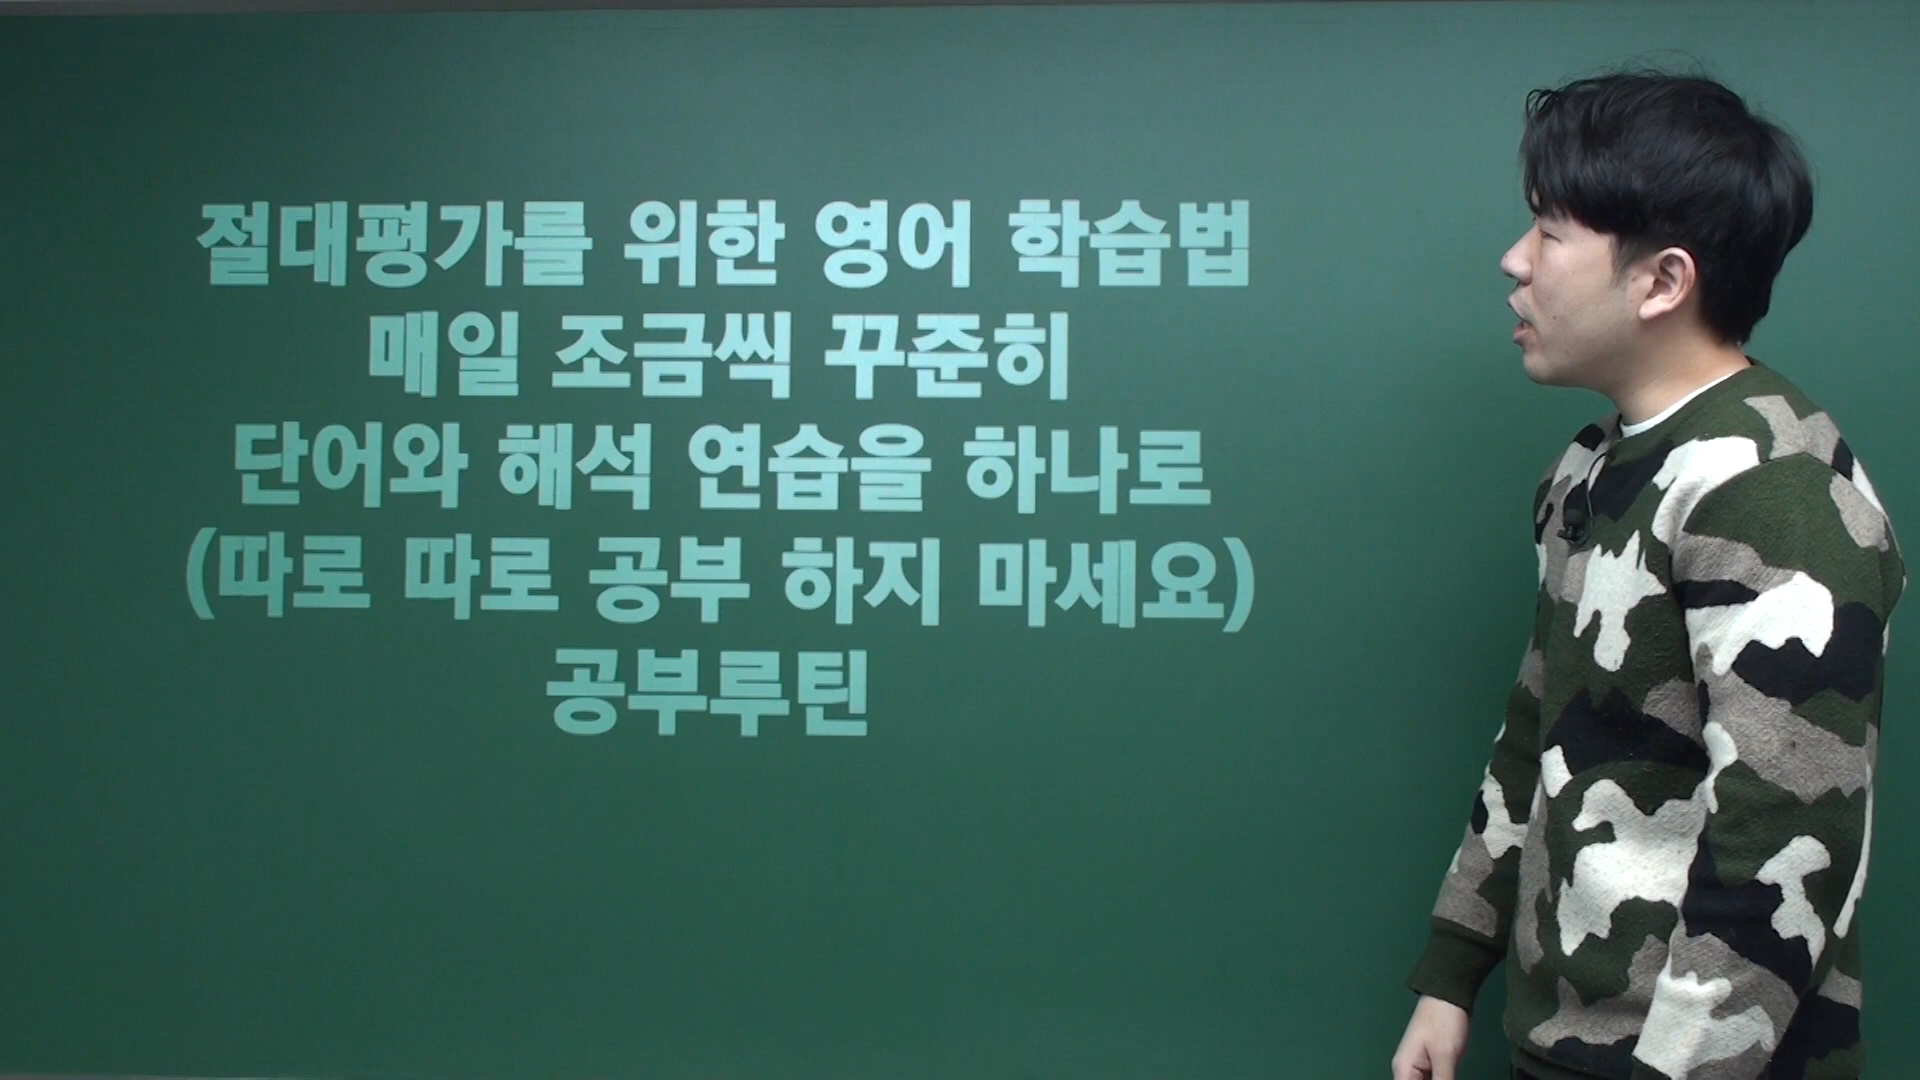 절대평가를 위한 영어 학습법
매일 조금씩 꾸준히
단어와 해석 연습을 하나로
(따로 따로 공부 하지 마세요)
공부루틴